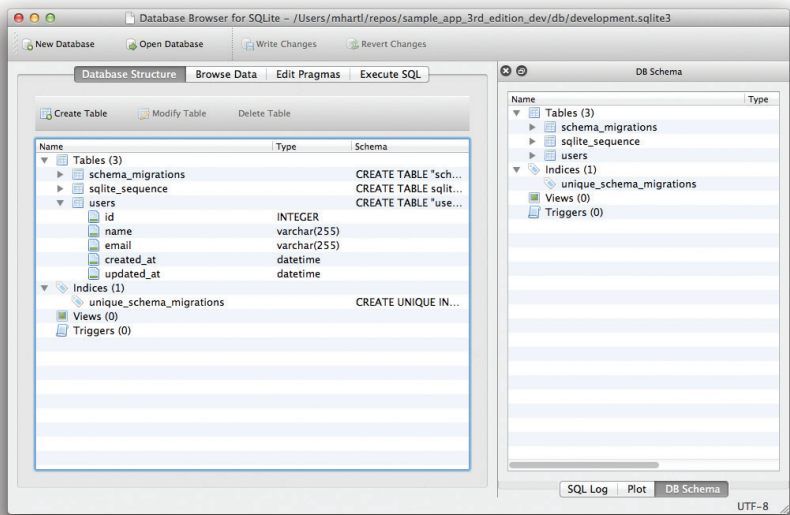 Database Browser for SQLite – /Users/mhartl/repos/sample_app_3rd_edition_dev/db/development.sqlite3
New Database Open Database Write Changes Revert Changes
Database Structure Browse Data Edit Pragmas Execute SQL
Create Table Modify Table Delete Table
Name Type Schema
Tables (3)
schema_migrations CREATE TABLE "sch...
sqlite_sequence CREATE TABLE sqlit...
users CREATE TABLE "use...
id INTEGER
name varchar(255)
email varchar(255)
created_at datetime
updated_at datetime
Indices (1)
unique_schema_migrations CREATE UNIQUE IN...
Views (0)
Triggers (0)
DB Schema
Name Type
Tables (3)
schema_migrations
sqlite_sequence
users
Indices (1)
unique_schema_migrations
Views (0)
Triggers (0)
SQL Log Plot DB Schema
UTF-8